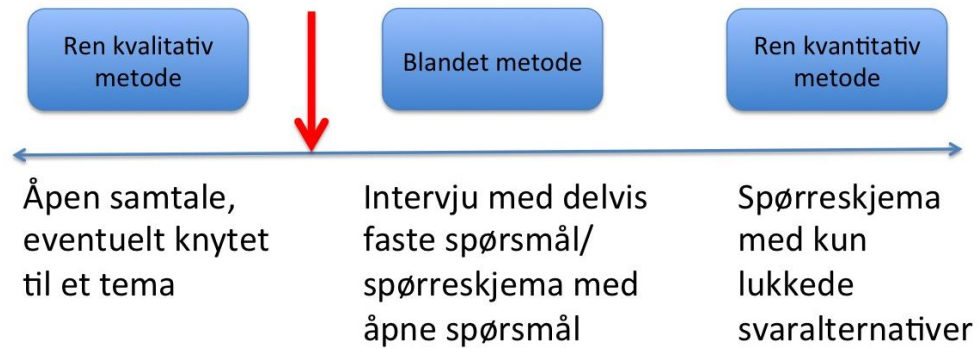 Ren kvalitativ
metode
Blandet metode
Ren kvantitativ
metode
Åpen samtale,
eventuelt knytet
til et tema
Intervju med delvis
faste spørsmål/
spørreskjema med
åpne spørsmål
Spørreskjema
med kun
lukkede
svaralternativer